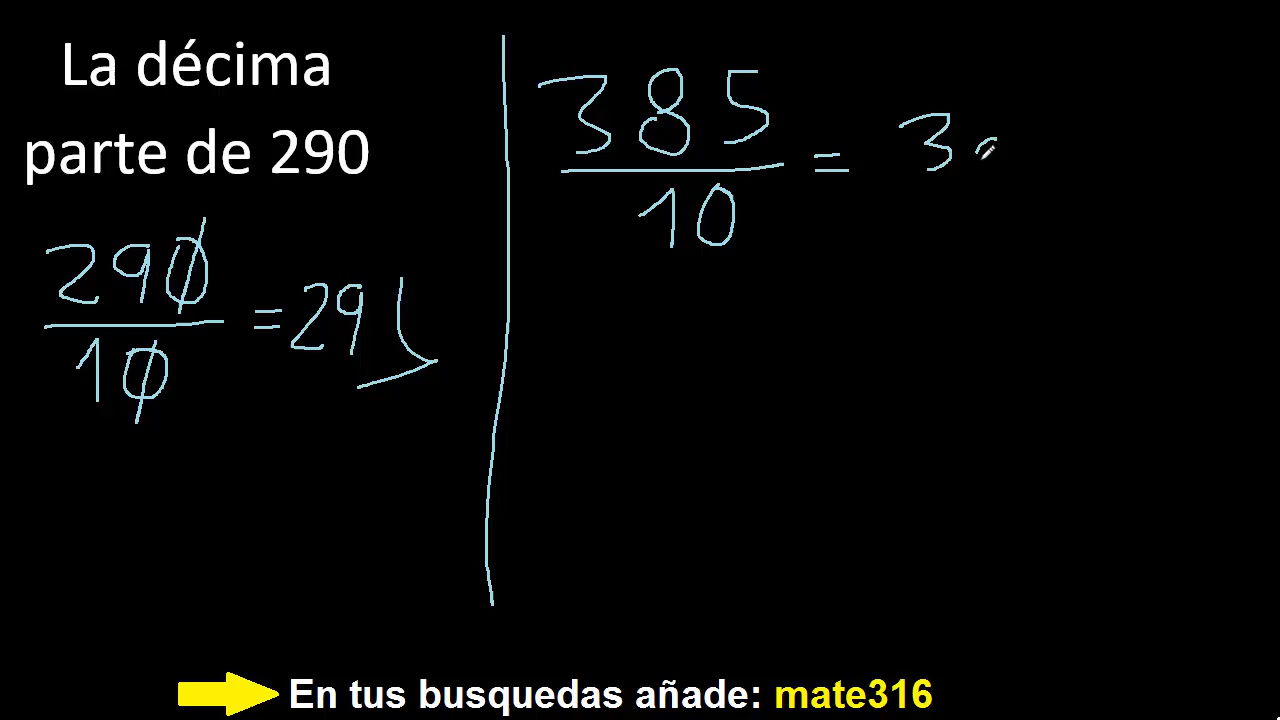 La décima
parte de 290
290
10
=29
385
10
= 3
En tus busquedas añade: mate316